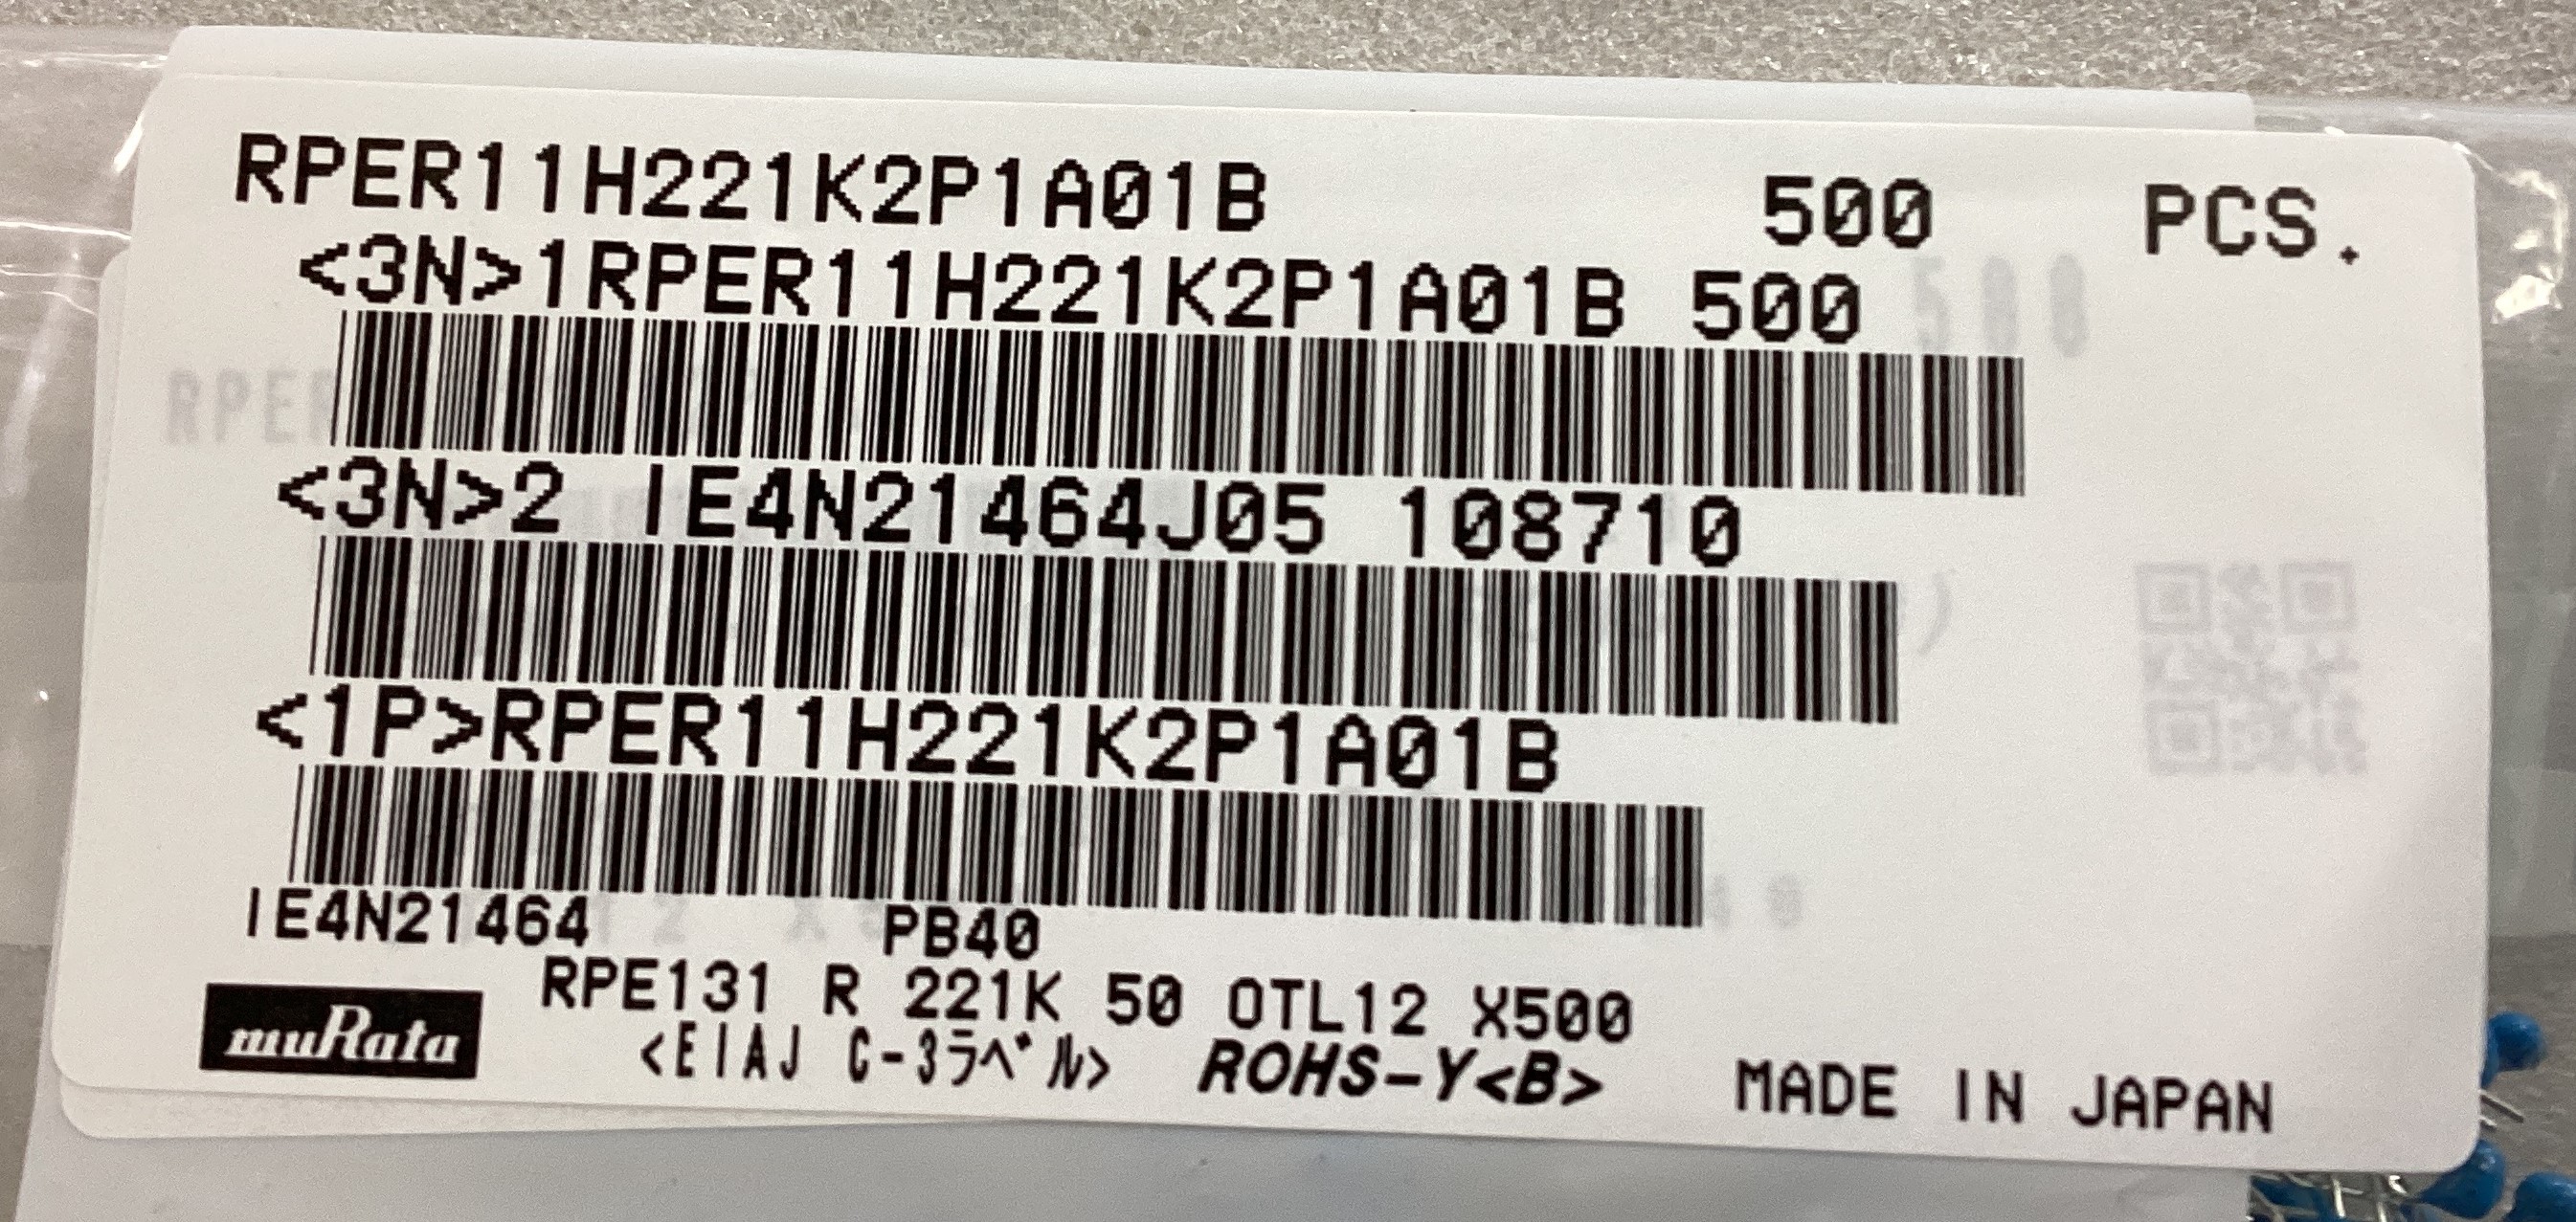 RPER11H221K2P1A01B 500 PCS.
<3N>1RPER11H221K2P1A01B 500
<3N>2 IE4N21464J05 108710
<1P>RPER11H221K2P1A01B
IE4N21464 PB40
RPE131 R 221K 50 OTL12 X500
muRata <EIAJ C-3ラベル> ROHS-Y<B> MADE IN JAPAN